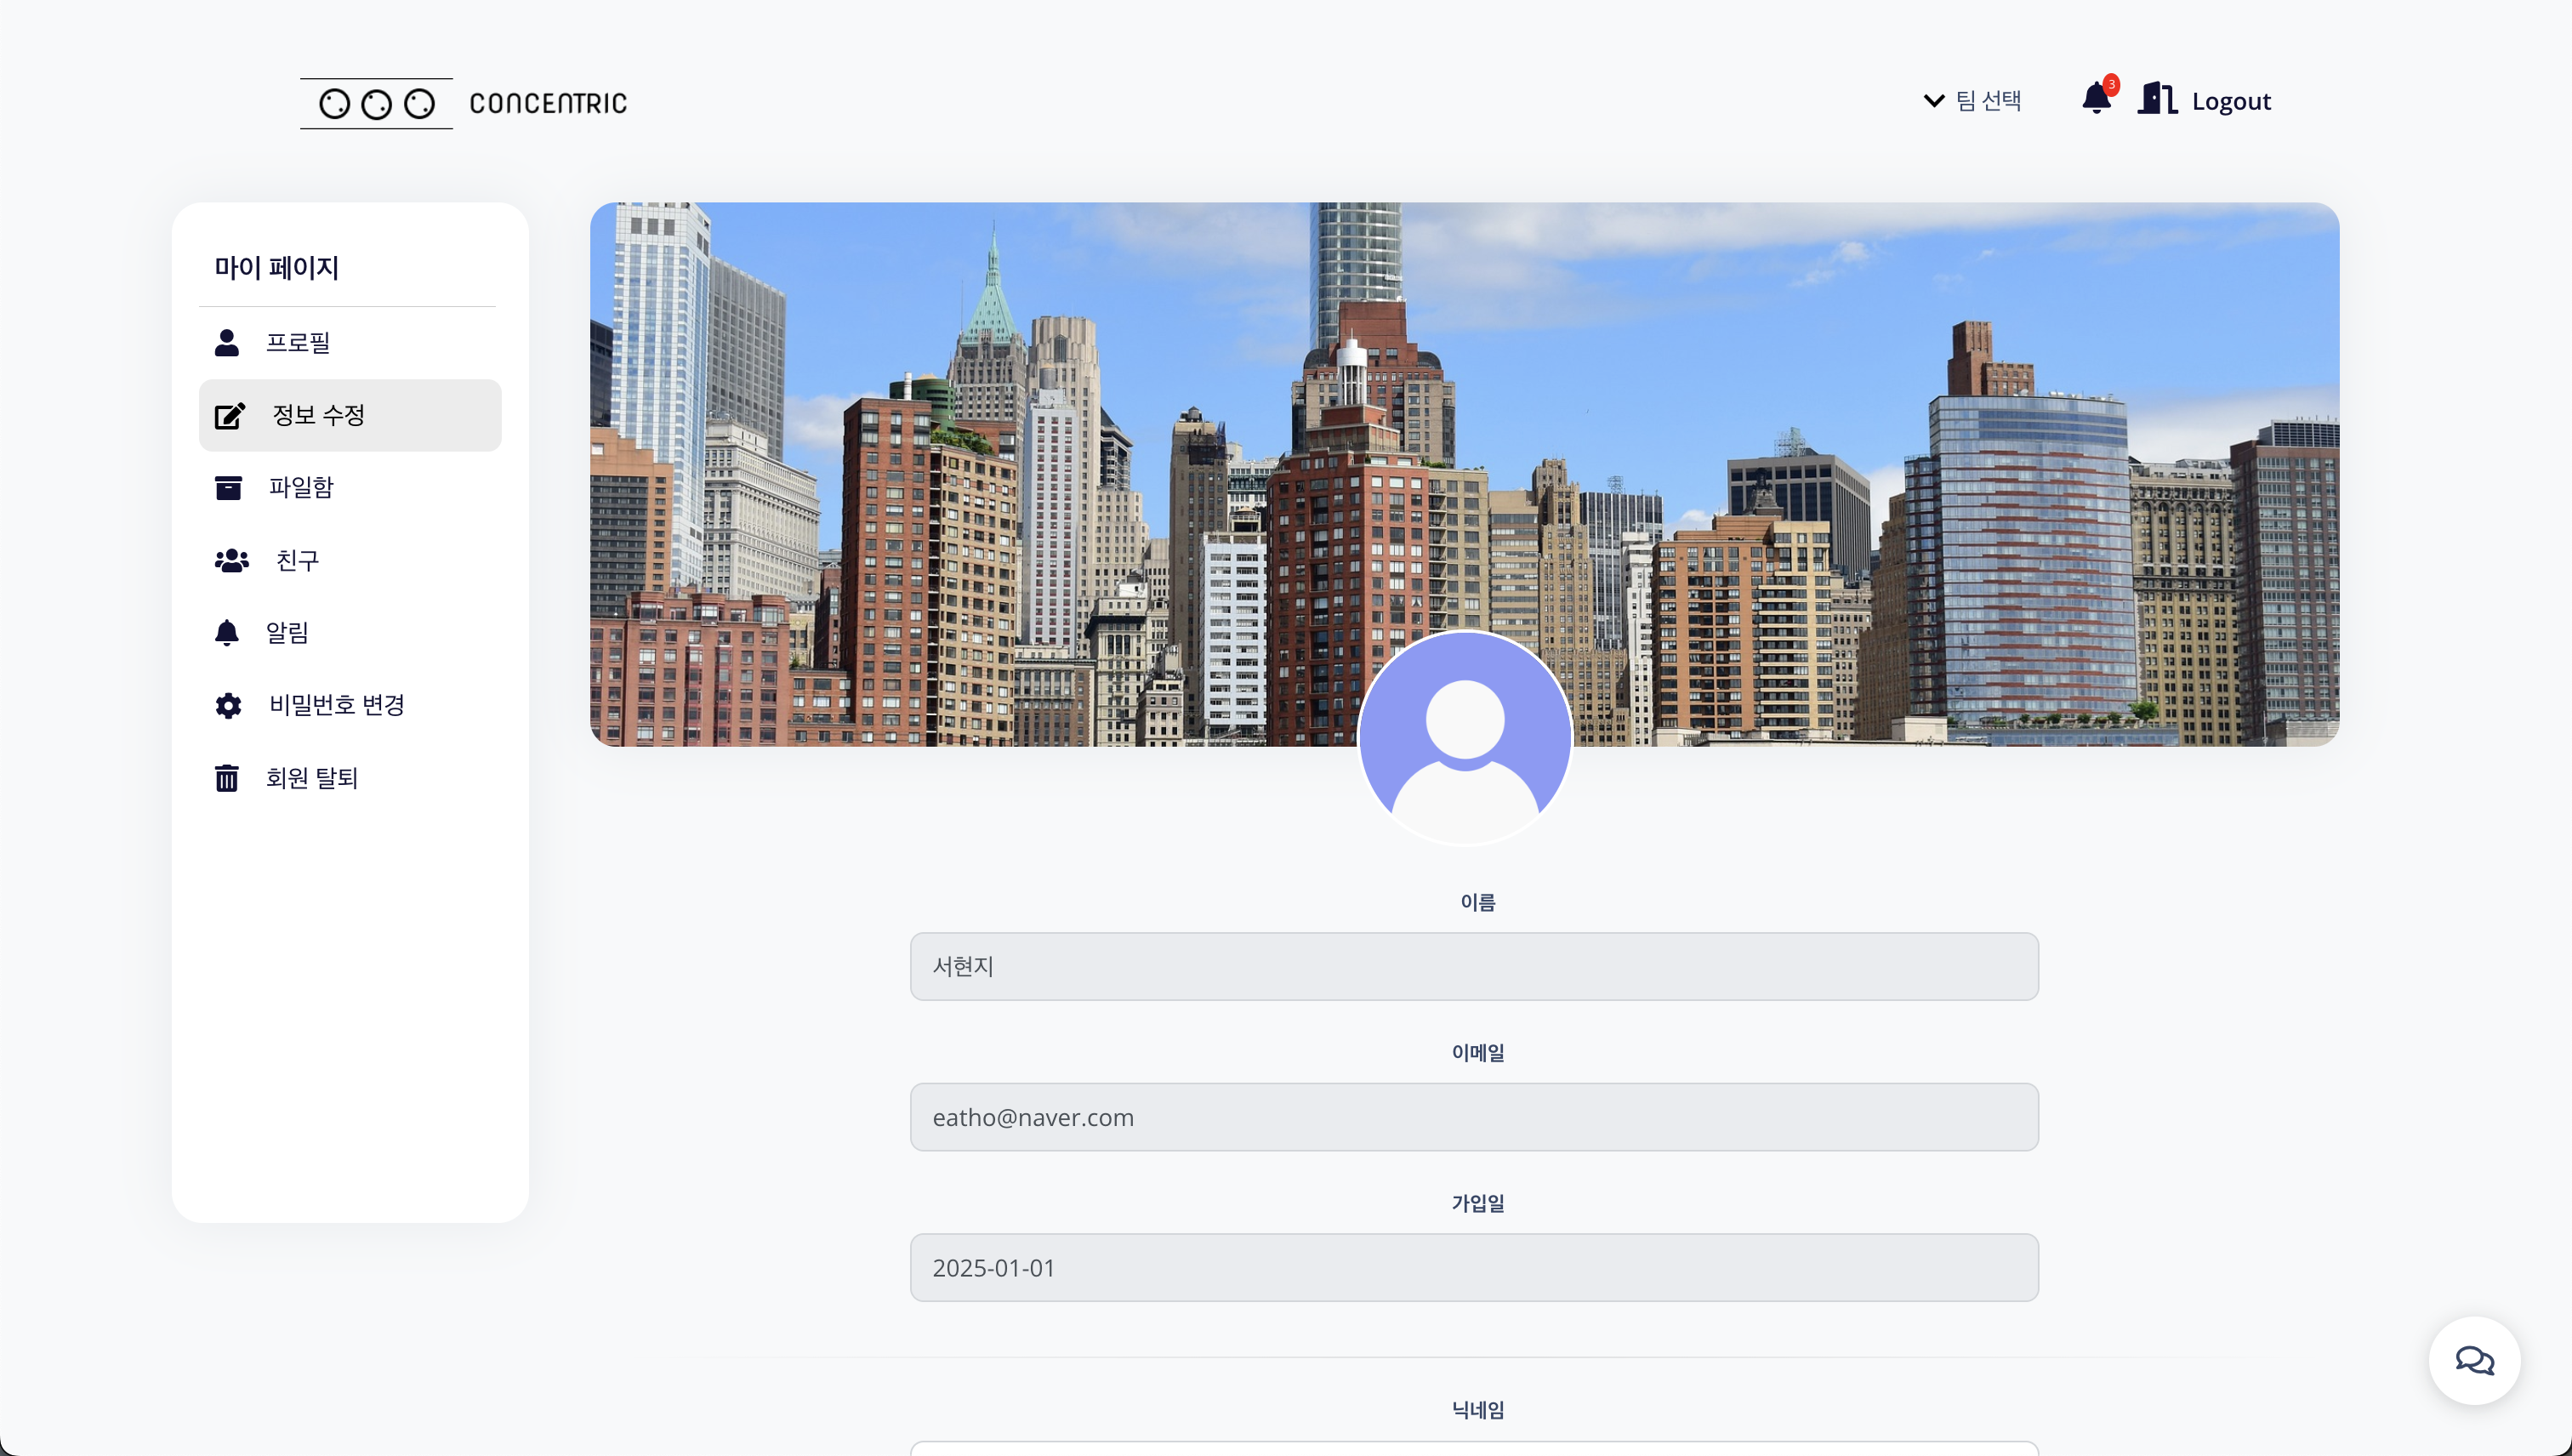 CONCENTRIC
팀 선택
3
Logout
마이 페이지
프로필
정보 수정
파일함
친구
알림
비밀번호 변경
회원 탈퇴
이름
서현지
이메일
eatho@naver.com
가입일
2025-01-01
닉네임